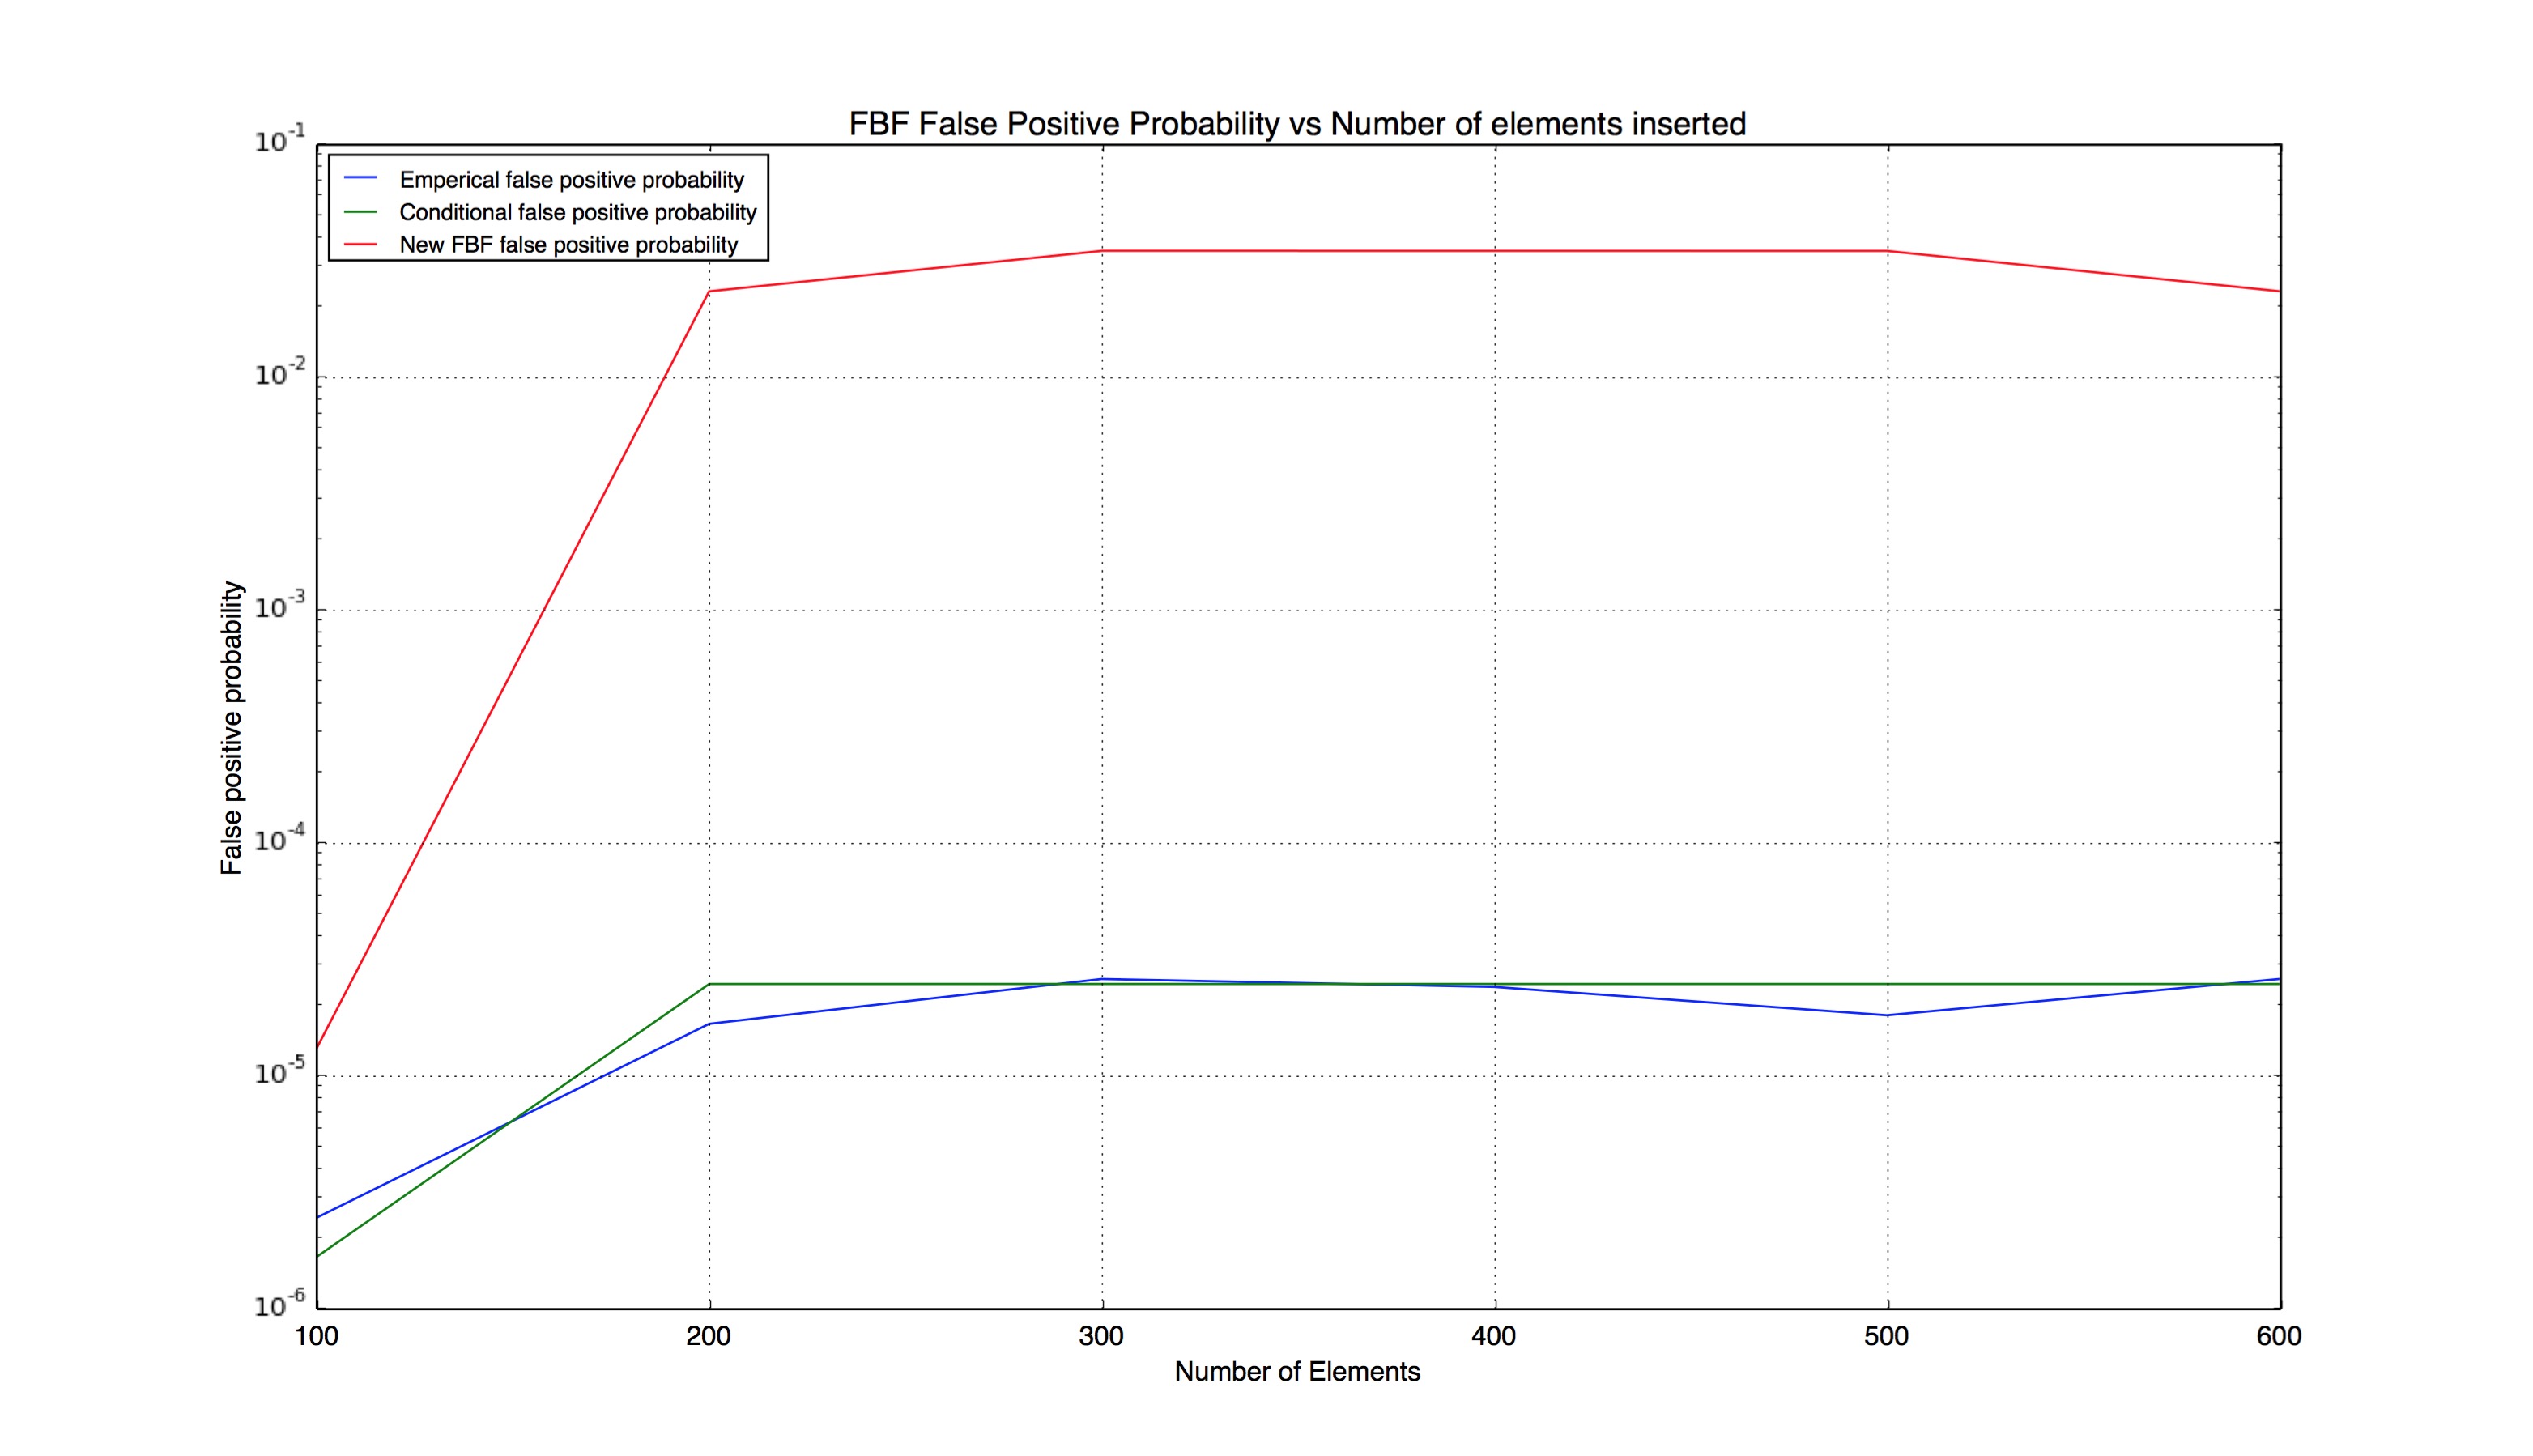 FBF False Positive Probability vs Number of elements inserted
10^-1
Emperical false positive probability
Conditional false positive probability
New FBF false positive probability
10^-2
10^-3
False positive probability
10^-4
10^-5
10^-6
100 200 300 400 500 600
Number of Elements